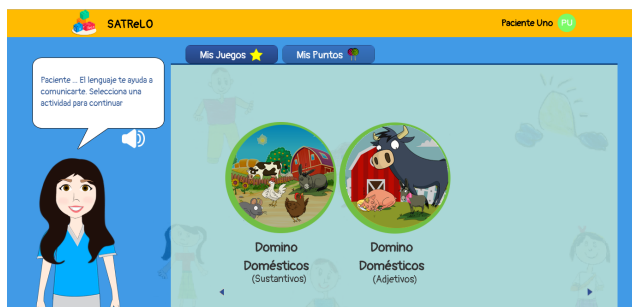 SATReLO
Paciente Uno PU
Mis Juegos
Mis Puntos
Paciente ... El lenguaje te ayuda a
comunicarte. Selecciona una
actividad para continuar
Domino
Domésticos
(Sustantivos)
Domino
Domésticos
(Adjetivos)